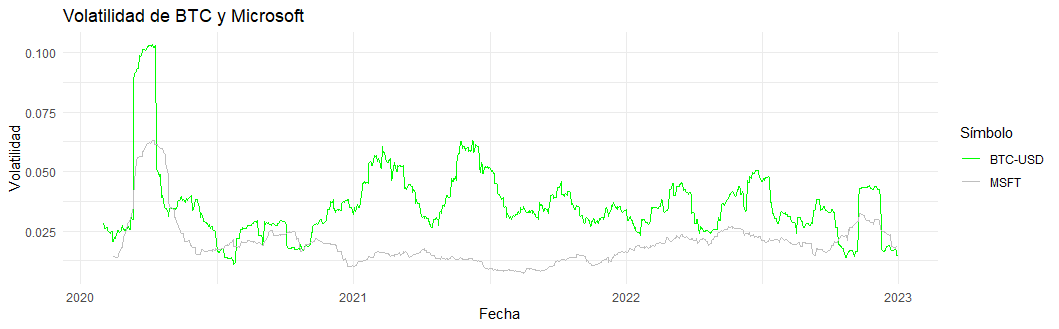 Volatilidad de BTC y Microsoft
Volatilidad
0.100
0.075
0.050
0.025
2020
2021
2022
2023
Fecha
Símbolo
BTC-USD
MSFT